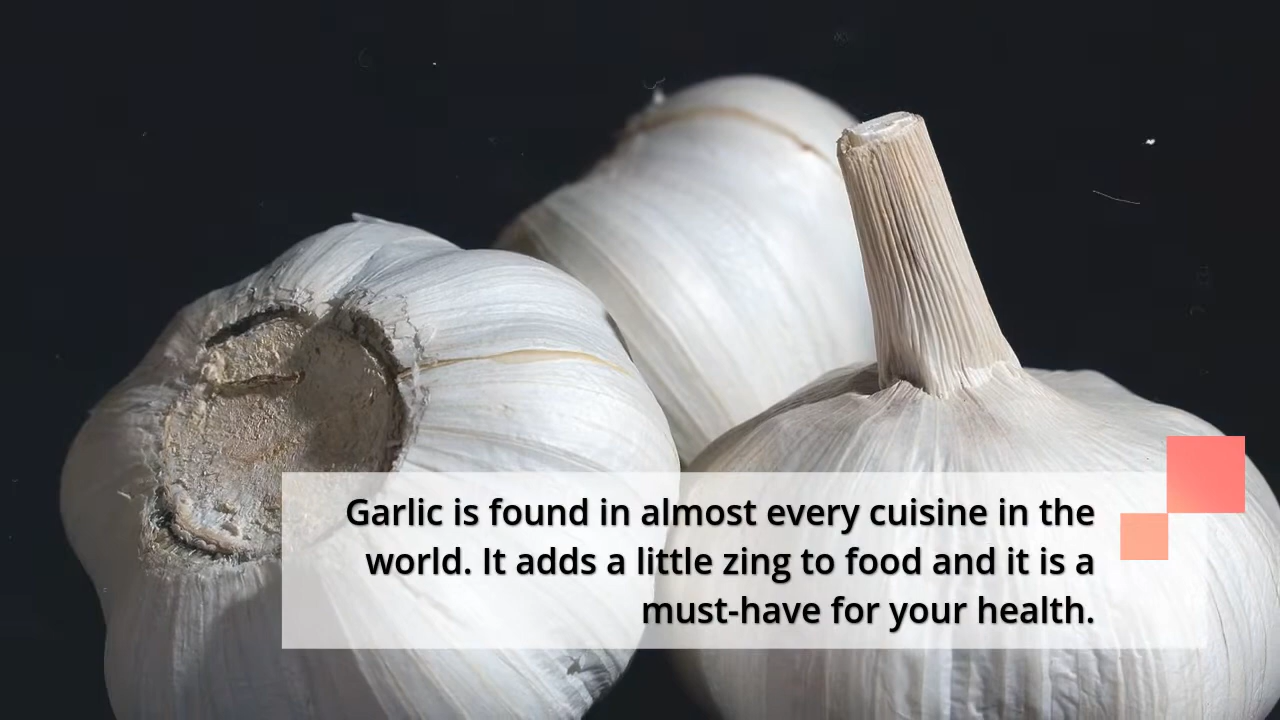 Garlic is found in almost every cuisine in the
world. It adds a little zing to food and it is a
must-have for your health.